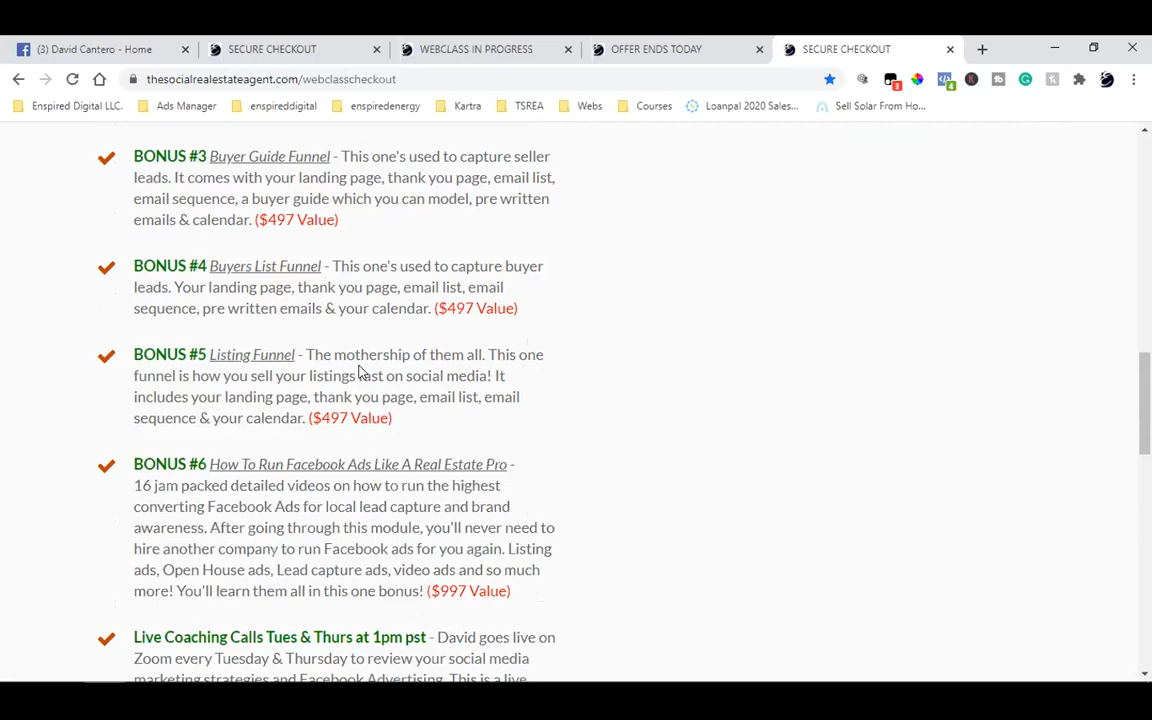 (3) David Cantero - Home
SECURE CHECKOUT
WEBCLASS IN PROGRESS
OFFER ENDS TODAY
SECURE CHECKOUT
thesocialrealestateagent.com/webclasscheckout
3
4
Enspired Digital LLC.
Ads Manager
enspireddigital
enspiredenergy
Kartra
TSREA
Webs
Courses
Loanpal 2020 Sales...
Sell Solar From Ho...
BONUS #3 Buyer Guide Funnel - This one's used to capture seller
leads. It comes with your landing page, thank you page, email list,
email sequence, a buyer guide which you can model, pre written
emails & calendar. ($497 Value)
BONUS #4 Buyers List Funnel - This one's used to capture buyer
leads. Your landing page, thank you page, email list, email
sequence, pre written emails & your calendar. ($497 Value)
BONUS #5 Listing Funnel - The mothership of them all. This one
funnel is how you sell your listings fast on social media! It
includes your landing page, thank you page, email list, email
sequence & your calendar. ($497 Value)
BONUS #6 How To Run Facebook Ads Like A Real Estate Pro -
16 jam packed detailed videos on how to run the highest
converting Facebook Ads for local lead capture and brand
awareness. After going through this module, you'll never need to
hire another company to run Facebook ads for you again. Listing
ads, Open House ads, Lead capture ads, video ads and so much
more! You'll learn them all in this one bonus! ($997 Value)
Live Coaching Calls Tues & Thurs at 1pm pst - David goes live on
Zoom every Tuesday & Thursday to review your social media
marketing strategies and Facebook Advertising. This is a live